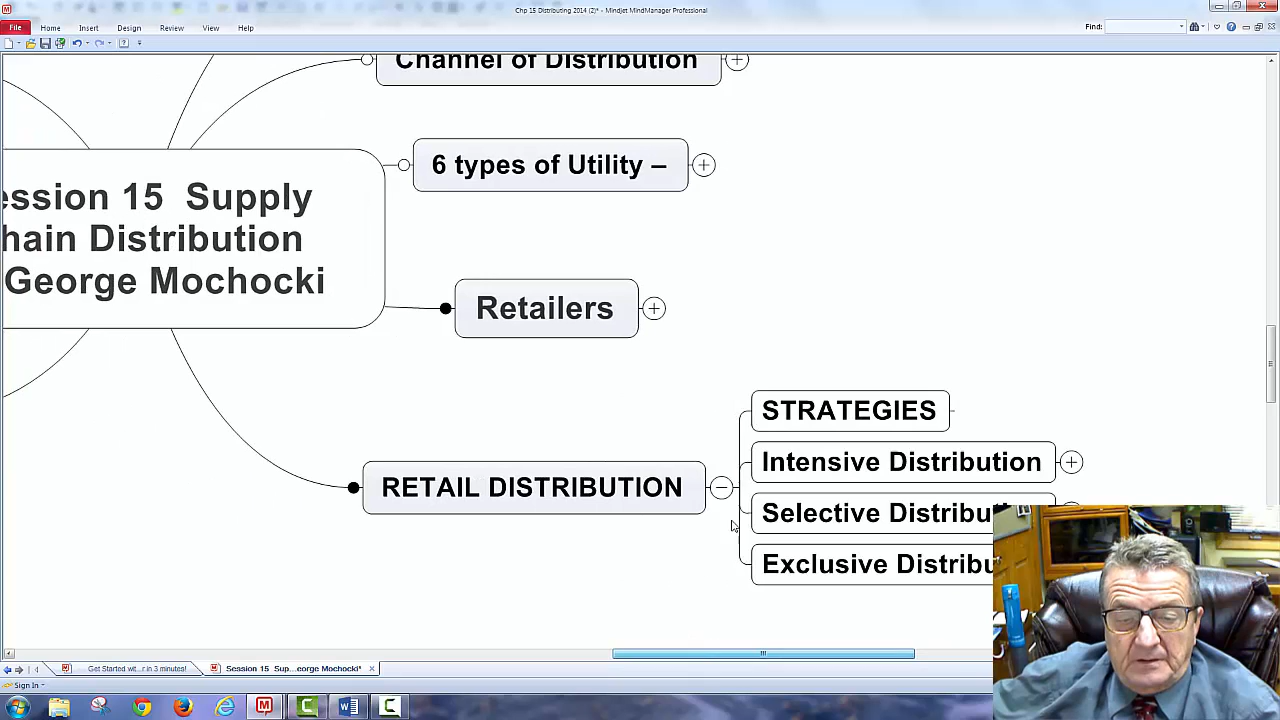 Chp 15 Distributing 2014 (2)* - Mindjet MindManager Professional
File Home Insert Design Review View Help
Find:
Channel of Distribution
6 types of Utility –
ession 15 Supply
hain Distribution
George Mochocki
Retailers
STRATEGIES
Intensive Distribution
RETAIL DISTRIBUTION
Selective Distribu
Exclusive Distribu
Get Started wit...r in 3 minutes!
Session 15 Sup...eorge Mochocki*
Sign In